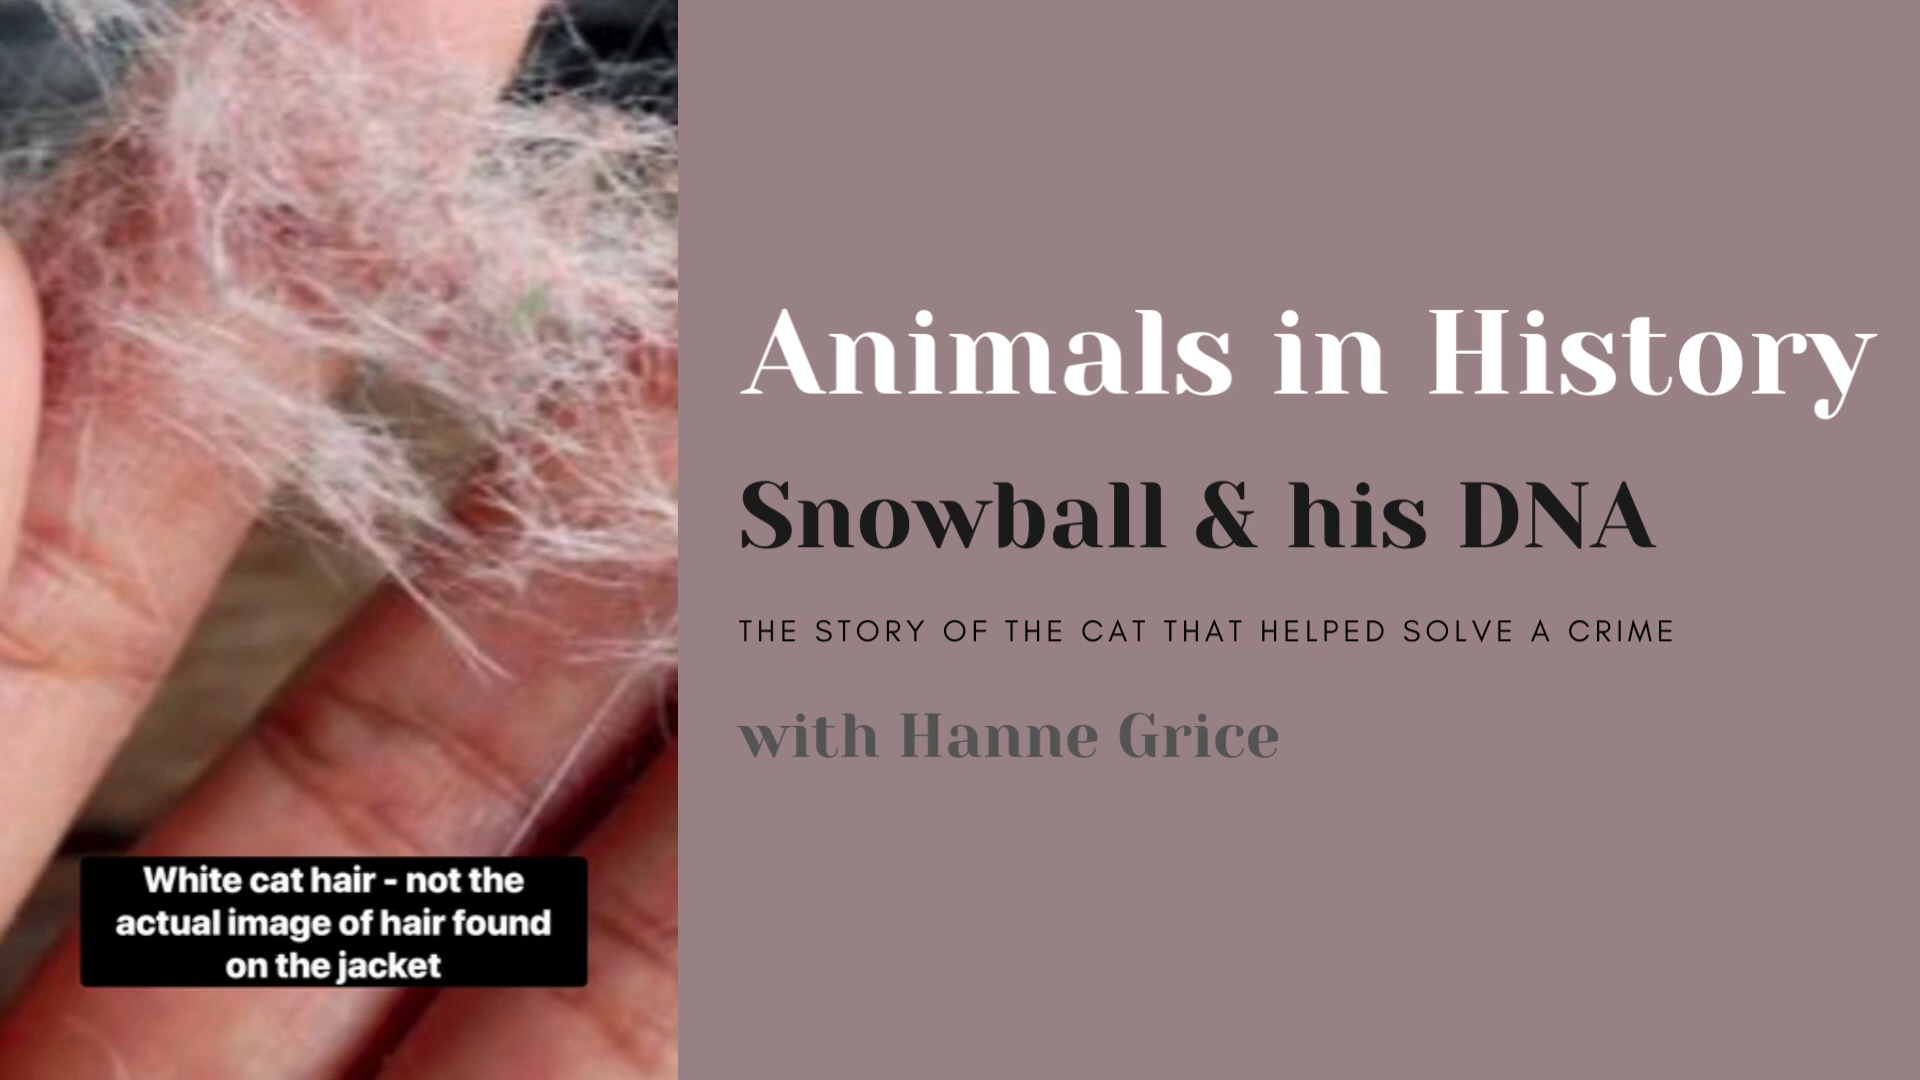 White cat hair - not the
actual image of hair found
on the jacket
Animals in History
Snowball & his DNA
THE STORY OF THE CAT THAT HELPED SOLVE A CRIME
with Hanne Grice